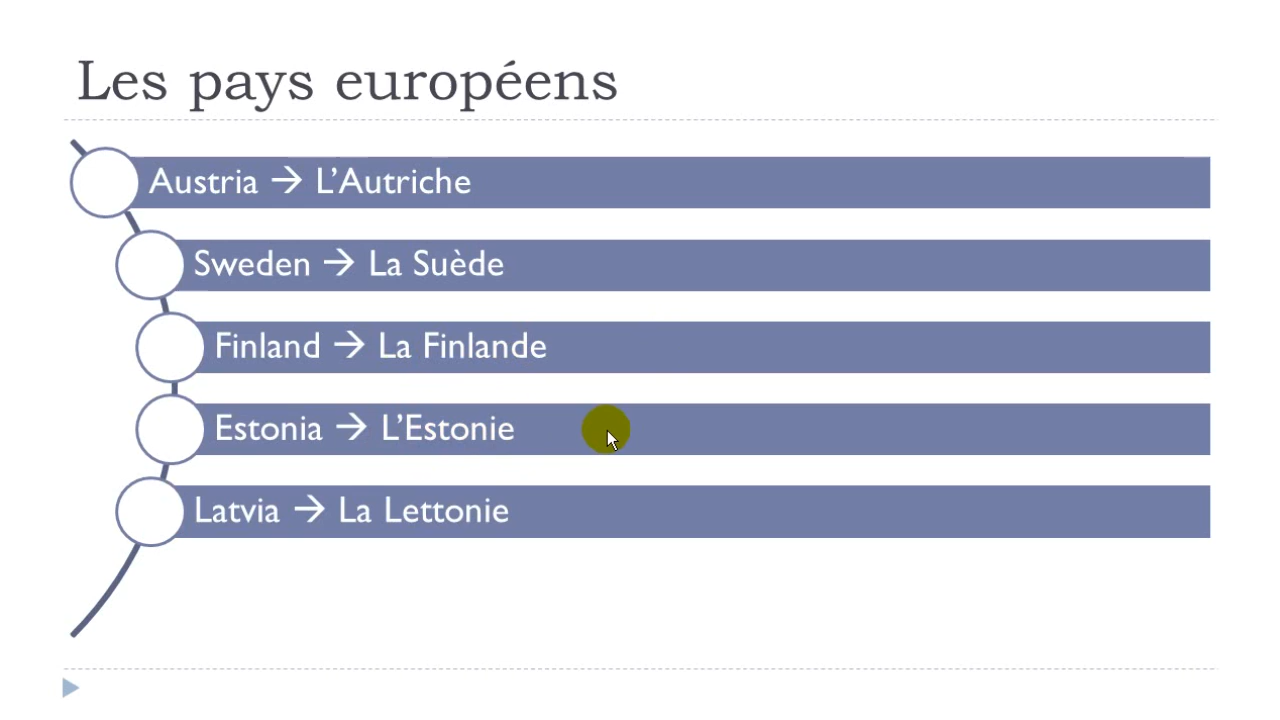 Les pays européens
Austria → L’Autriche
Sweden → La Suède
Finland → La Finlande
Estonia → L’Estonie
Latvia → La Lettonie